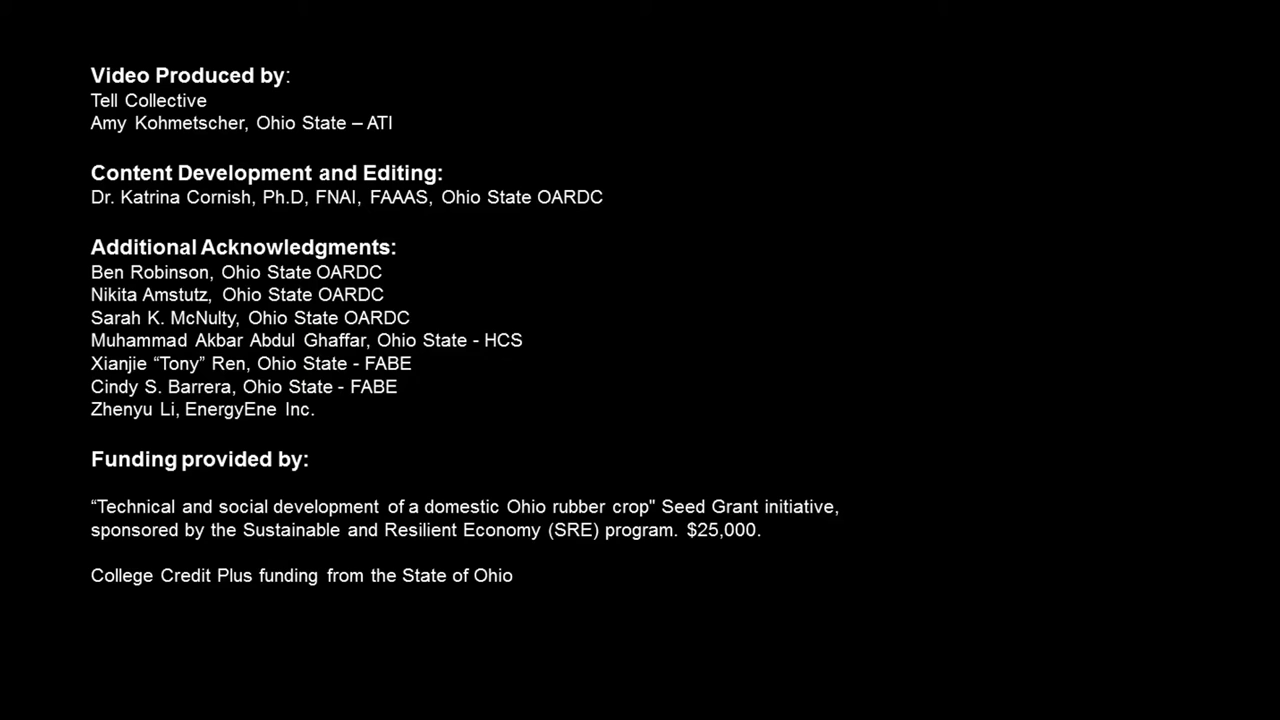 Video Produced by:
Tell Collective
Amy Kohmetscher, Ohio State – ATI
Content Development and Editing:
Dr. Katrina Cornish, Ph.D, FNAI, FAAAS, Ohio State OARDC
Additional Acknowledgments:
Ben Robinson, Ohio State OARDC
Nikita Amstutz, Ohio State OARDC
Sarah K. McNulty, Ohio State OARDC
Muhammad Akbar Abdul Ghaffar, Ohio State - HCS
Xianjie “Tony” Ren, Ohio State - FABE
Cindy S. Barrera, Ohio State - FABE
Zhenyu Li, EnergyEne Inc.
Funding provided by:
“Technical and social development of a domestic Ohio rubber crop" Seed Grant initiative,
sponsored by the Sustainable and Resilient Economy (SRE) program. $25,000.
College Credit Plus funding from the State of Ohio